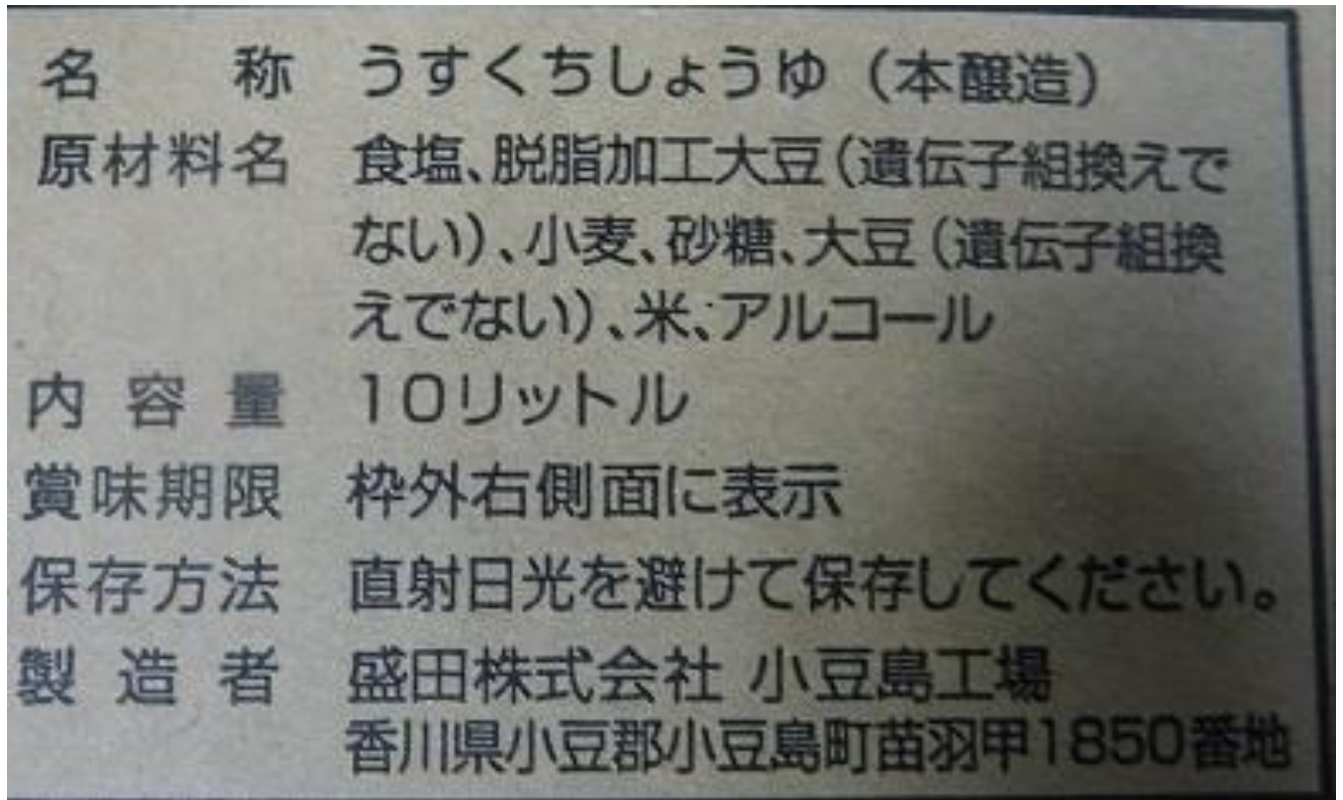 名称 うすくちしょうゆ（本醸造）
原材料名 食塩、脱脂加工大豆（遺伝子組換えで
ない）、小麦、砂糖、大豆（遺伝子組換
えでない）、米、アルコール
内容量 10リットル
賞味期限 枠外右側面に表示
保存方法 直射日光を避けて保存してください。
製造者 盛田株式会社 小豆島工場
香川県小豆郡小豆島町苗羽甲1850番地